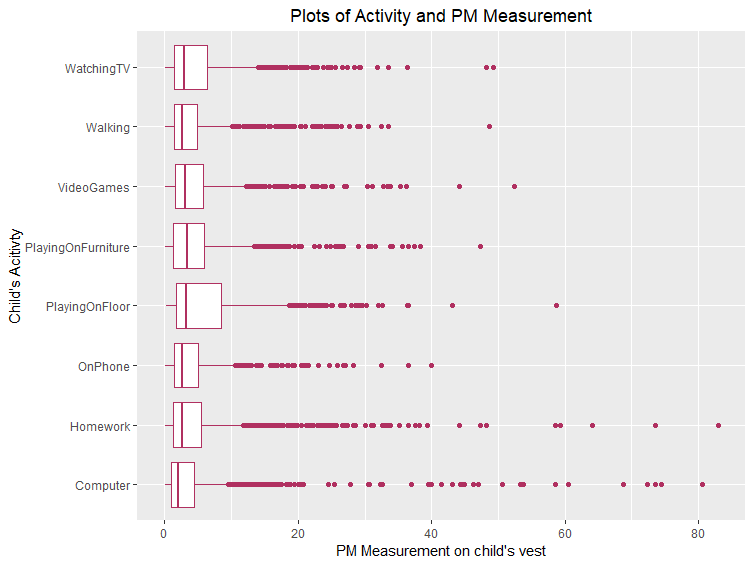 Plots of Activity and PM Measurement
Child's Acitivty
WatchingTV
Walking
VideoGames
PlayingOnFurniture
PlayingOnFloor
OnPhone
Homework
Computer
0 20 40 60 80
PM Measurement on child's vest